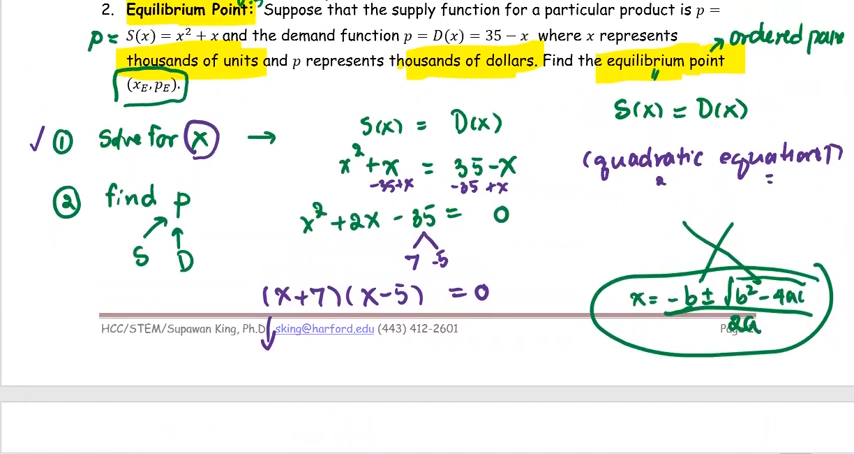 2. Equilibrium Point: Suppose that the supply function for a particular product is p =
p = S(x) = x² + x and the demand function p = D(x) = 35 − x where x represents
→ ordered pair
thousands of units and p represents thousands of dollars. Find the equilibrium point
(x_E, p_E).
S(x) = D(x)
✓ ① Solve for x → S(x) = D(x)
x² + x = 35 - x
(quadratic equation!)
-35+x -35 +x
② find p
x² + 2x - 35 = 0
S D
7 -5
(x+7)(x-5) = 0
x = -b ± √b² - 4ac
2a
HCC/STEM/Supawan King, Ph.D. sking@harford.edu (443) 412-2601